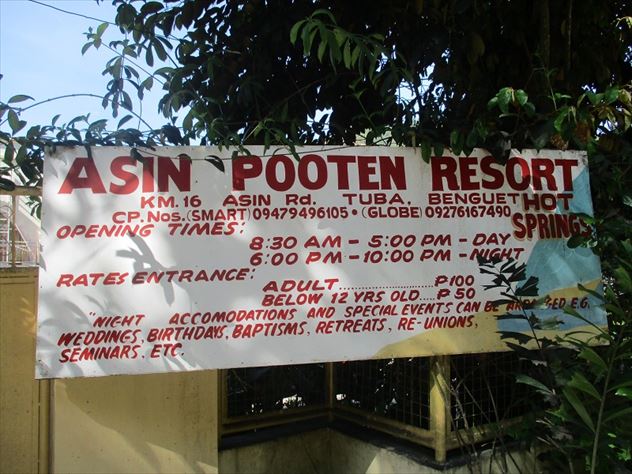 ASIN POOTEN RESORT
KM. 16 ASIN Rd. TUBA, BENGUET HOT SPRINGS
CP. Nos. (SMART) 09479496105 • (GLOBE) 09276167490
OPENING TIMES:
8:30 AM - 5:00 PM - DAY
6:00 PM - 10:00 PM - NIGHT
RATES ENTRANCE:
ADULT......................₱100
BELOW 12 YRS OLD....₱ 50
"NIGHT ACCOMODATIONS AND SPECIAL EVENTS CAN BE E.G.
WEDDINGS, BIRTHDAYS, BAPTISMS, RETREATS, RE-UNIONS,
SEMINARS, ETC.